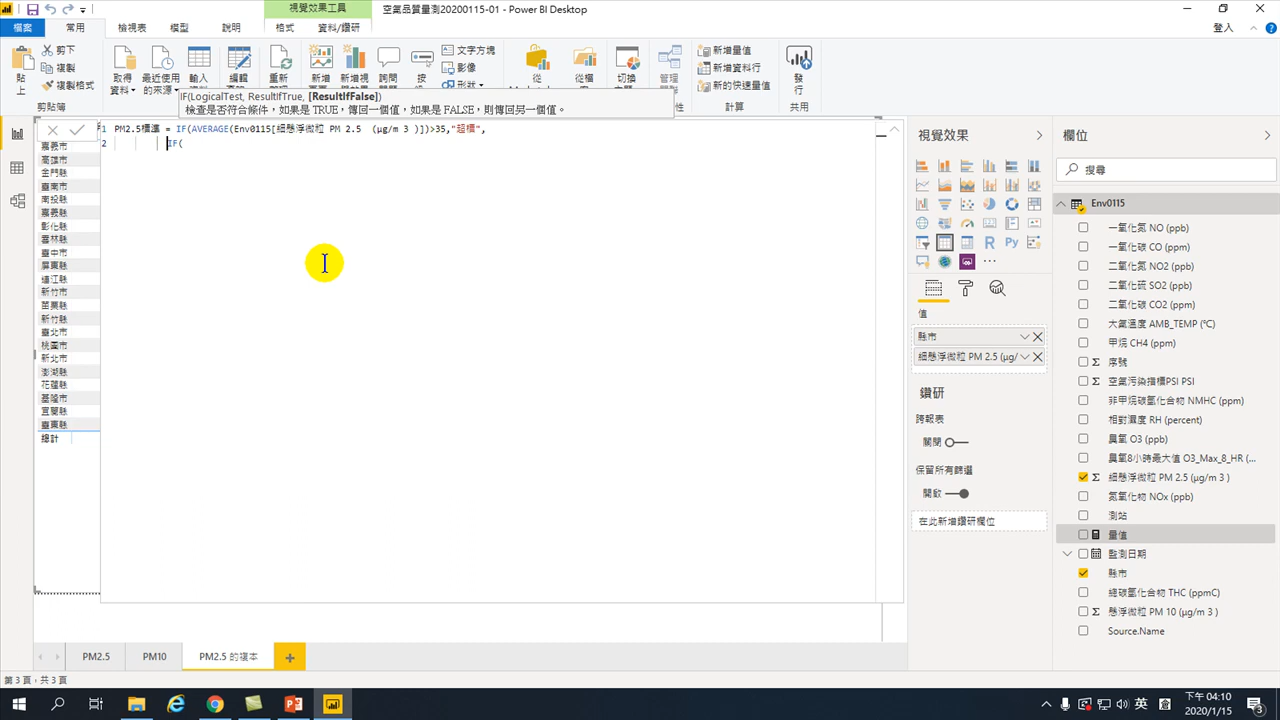 視覺效果工具
空氣品質量測20200115-01 - Power BI Desktop
檔案
常用
檢視表
模型
說明
格式
資料/鑽研
登入
貼上
剪下
複製
複製格式
剪貼簿
取得資料
最近使用的來源
輸入
編輯
重新
新增
新增視
詢問
按
文字方塊
影像
圖形
從
從檔
切換
管理
新增量值
新增資料行
新的快速量值
計算
發行
共用
IF(LogicalTest, ResultIfTrue, [ResultIfFalse])
檢查是否符合條件，如果是 TRUE，傳回一個值，如果是 FALSE，則傳回另一個值。
1 PM2.5標準 = IF(AVERAGE(Env0115[細懸浮微粒 PM 2.5 (μg/m 3 )])>35,"超標",
2 IF(
嘉義市
高雄市
金門縣
臺南市
南投縣
嘉義縣
彰化縣
雲林縣
臺中市
屏東縣
連江縣
新竹市
苗栗縣
新竹縣
臺北市
桃園市
新北市
澎湖縣
花蓮縣
基隆市
宜蘭縣
臺東縣
總計
視覺效果
R
Py
值
縣市
細懸浮微粒 PM 2.5 (μg/
鑽研
跨報表
關閉
保留所有篩選
開啟
在此新增鑽研欄位
欄位
搜尋
Env0115
一氧化氮 NO (ppb)
一氧化碳 CO (ppm)
二氧化氮 NO2 (ppb)
二氧化硫 SO2 (ppb)
二氧化碳 CO2 (ppm)
大氣溫度 AMB_TEMP (℃)
甲烷 CH4 (ppm)
序號
空氣污染指標PSI PSI
非甲烷碳氫化合物 NMHC (ppm)
相對濕度 RH (percent)
臭氧 O3 (ppb)
臭氧8小時最大值 O3_Max_8_HR (...
細懸浮微粒 PM 2.5 (μg/m 3 )
氮氧化物 NOx (ppb)
測站
量值
監測日期
縣市
總碳氫化合物 THC (ppmC)
懸浮微粒 PM 10 (μg/m 3 )
Source.Name
PM2.5
PM10
PM2.5 的複本
第 3 頁，共 3 頁
英
下午 04:10
2020/1/15
3